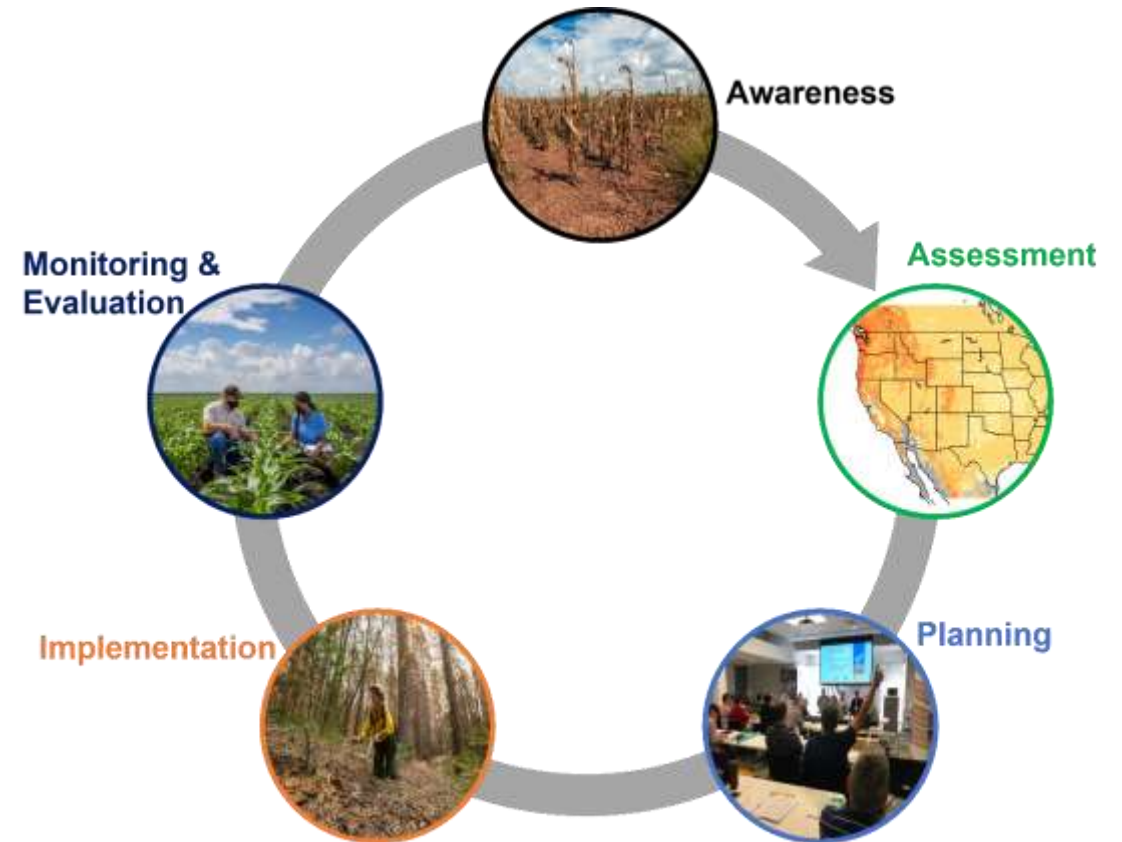 Awareness
Assessment
Monitoring &
Evaluation
Planning
Implementation